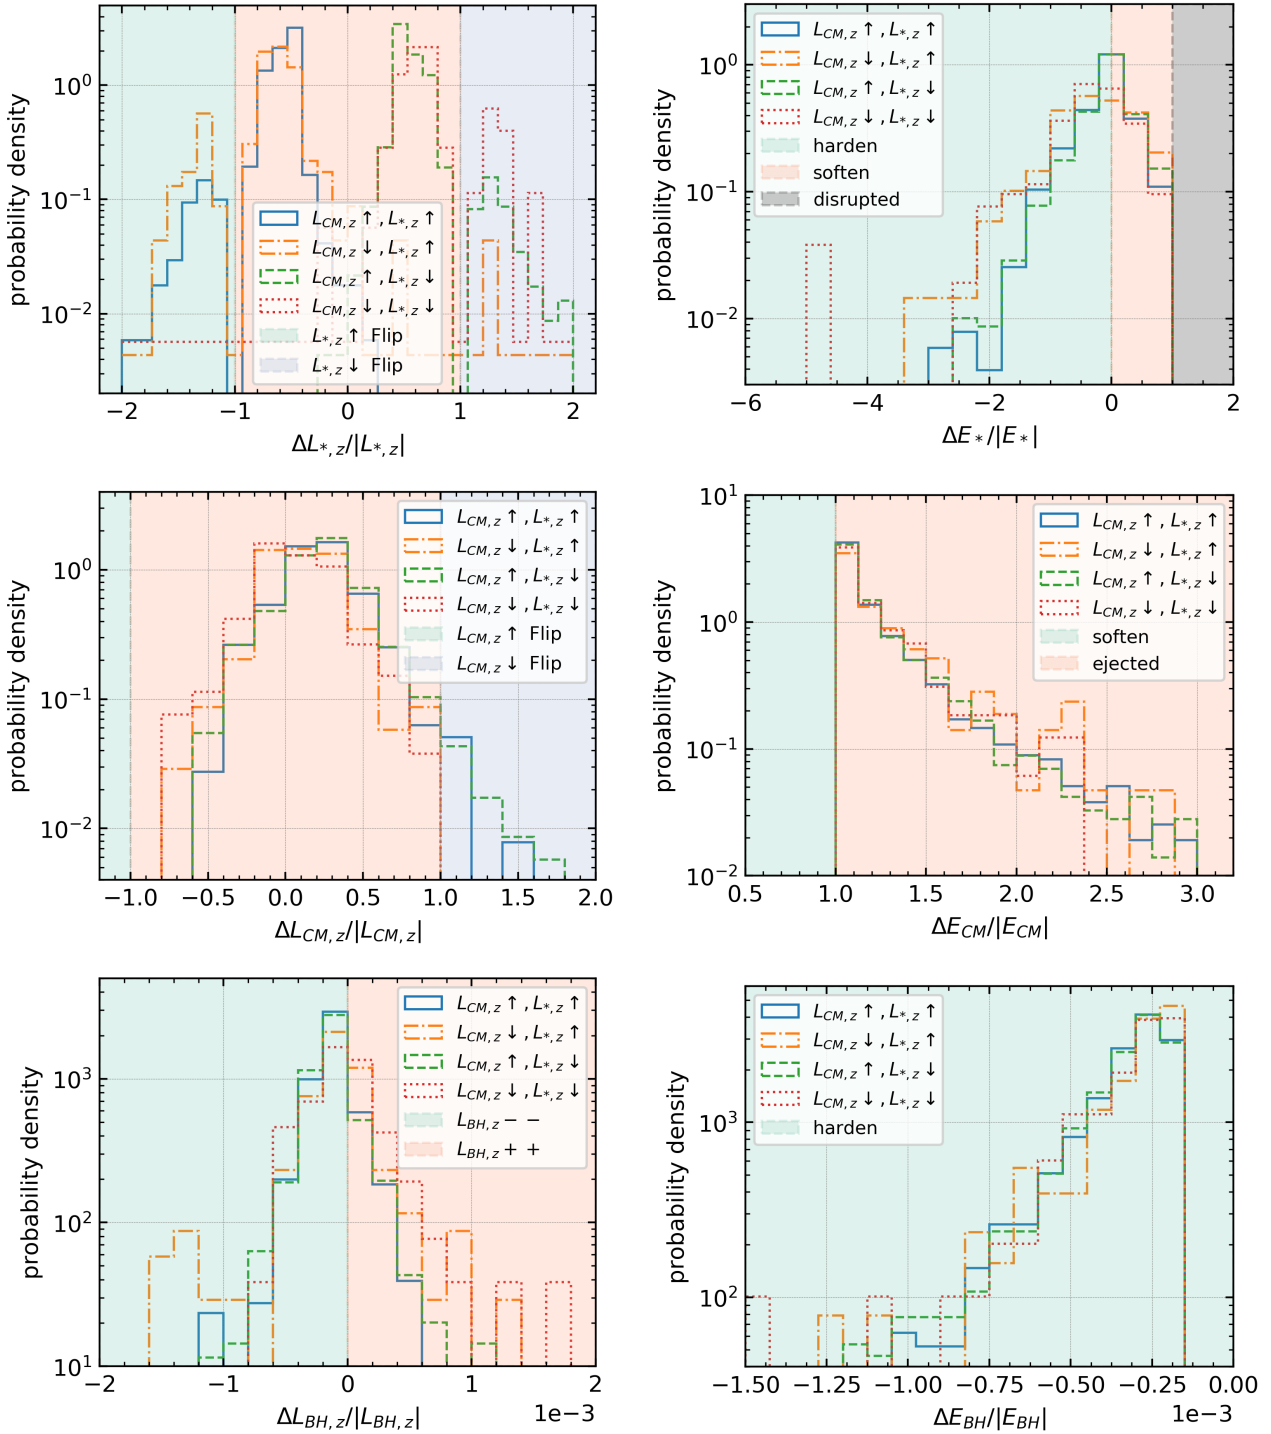 10⁰
10⁻¹
10⁻²
probability density
L_{CM,z} ↑ , L_{*,z} ↑
L_{CM,z} ↓ , L_{*,z} ↑
L_{CM,z} ↑ , L_{*,z} ↓
L_{CM,z} ↓ , L_{*,z} ↓
L_{*,z} ↑ Flip
L_{*,z} ↓ Flip
−2 −1 0 1 2
ΔL_{*,z}/|L_{*,z}|
10⁰
10⁻¹
10⁻²
probability density
L_{CM,z} ↑ , L_{*,z} ↑
L_{CM,z} ↓ , L_{*,z} ↑
L_{CM,z} ↑ , L_{*,z} ↓
L_{CM,z} ↓ , L_{*,z} ↓
harden
soften
disrupted
−6 −4 −2 0 2
ΔE_*/|E_*|
10⁰
10⁻¹
10⁻²
probability density
L_{CM,z} ↑ , L_{*,z} ↑
L_{CM,z} ↓ , L_{*,z} ↑
L_{CM,z} ↑ , L_{*,z} ↓
L_{CM,z} ↓ , L_{*,z} ↓
L_{CM,z} ↑ Flip
L_{CM,z} ↓ Flip
−1.0 −0.5 0.0 0.5 1.0 1.5 2.0
ΔL_{CM,z}/|L_{CM,z}|
10¹
10⁰
10⁻¹
10⁻²
probability density
L_{CM,z} ↑ , L_{*,z} ↑
L_{CM,z} ↓ , L_{*,z} ↑
L_{CM,z} ↑ , L_{*,z} ↓
L_{CM,z} ↓ , L_{*,z} ↓
soften
ejected
0.5 1.0 1.5 2.0 2.5 3.0
ΔE_{CM}/|E_{CM}|
10³
10²
10¹
probability density
L_{CM,z} ↑ , L_{*,z} ↑
L_{CM,z} ↓ , L_{*,z} ↑
L_{CM,z} ↑ , L_{*,z} ↓
L_{CM,z} ↓ , L_{*,z} ↓
L_{BH,z} − −
L_{BH,z} + +
−2 −1 0 1 2
1e−3
ΔL_{BH,z}/|L_{BH,z}|
10³
10²
probability density
L_{CM,z} ↑ , L_{*,z} ↑
L_{CM,z} ↓ , L_{*,z} ↑
L_{CM,z} ↑ , L_{*,z} ↓
L_{CM,z} ↓ , L_{*,z} ↓
harden
−1.50 −1.25 −1.00 −0.75 −0.50 −0.25 0.00
1e−3
ΔE_{BH}/|E_{BH}|